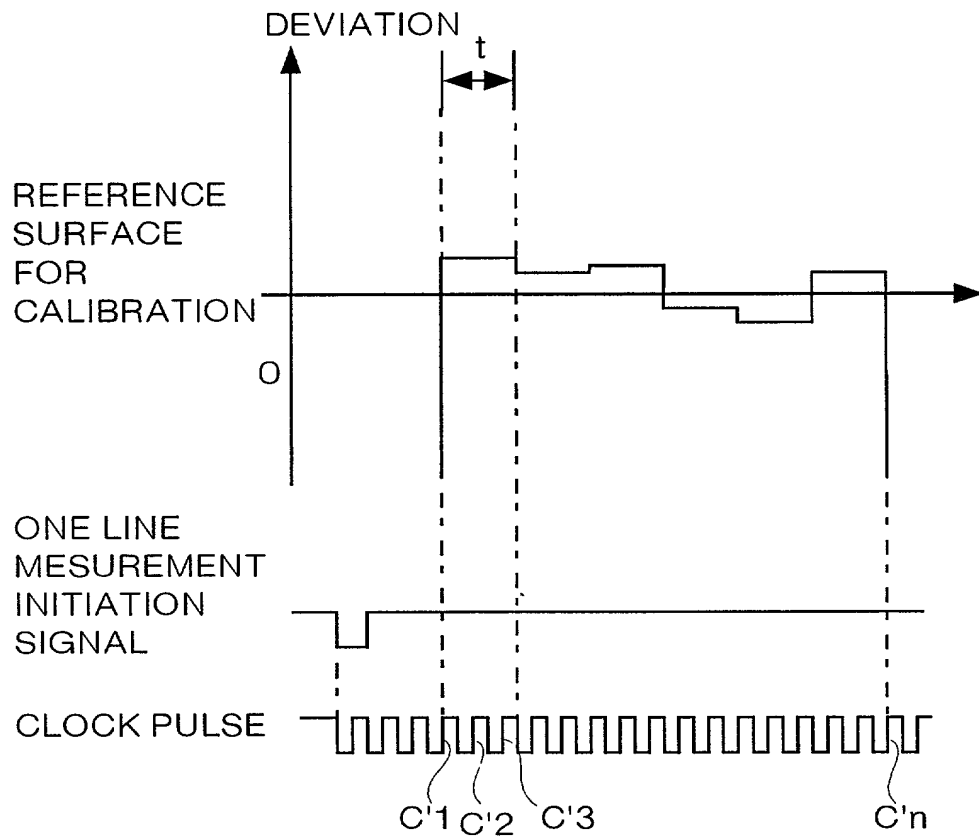 DEVIATION
t
REFERENCE
SURFACE
FOR
CALIBRATION
O
ONE LINE
MESUREMENT
INITIATION
SIGNAL
CLOCK PULSE
C'1 C'2 C'3 C'n